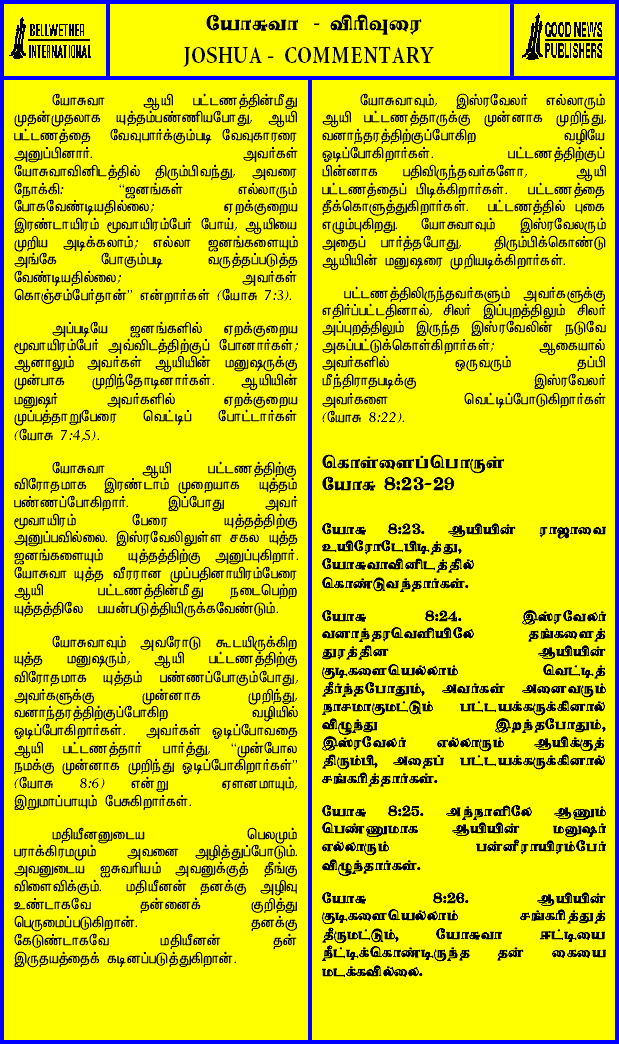 BELLWETHER
INTERNATIONAL
யோசுவா - விரிவுரை
JOSHUA - COMMENTARY
GOOD NEWS
PUBLISHERS
யோசுவா ஆயி பட்டணத்தின்மீது
முதன்முதலாக யுத்தம்பண்ணியபோது, ஆயி
பட்டணத்தை வேவுபார்க்கும்படி வேவுகாரரை
அனுப்பினார். அவர்கள்
யோசுவாவினிடத்தில் திரும்பிவந்து, அவரை
நோக்கி: “ஜனங்கள் எல்லாரும்
போகவேண்டியதில்லை; ஏறக்குறைய
இரண்டாயிரம் மூவாயிரம்பேர் போய், ஆயியை
முறிய அடிக்கலாம்; எல்லா ஜனங்களையும்
அங்கே போகும்படி வருத்தப்படுத்த
வேண்டியதில்லை; அவர்கள்
கொஞ்சம்பேர்தான்” என்றார்கள் (யோசு 7:3).
அப்படியே ஜனங்களில் ஏறக்குறைய
மூவாயிரம்பேர் அவ்விடத்திற்குப் போனார்கள்;
ஆனாலும் அவர்கள் ஆயியின் மனுஷருக்கு
முன்பாக முறிந்தோடினார்கள். ஆயியின்
மனுஷர் அவர்களில் ஏறக்குறைய
முப்பத்தாறுபேரை வெட்டிப் போட்டார்கள்
(யோசு 7:4,5).
யோசுவா ஆயி பட்டணத்திற்கு
விரோதமாக இரண்டாம் முறையாக யுத்தம்
பண்ணப்போகிறார். இப்போது அவர்
மூவாயிரம் பேரை யுத்தத்திற்கு
அனுப்பவில்லை. இஸ்ரவேலிலுள்ள சகல யுத்த
ஜனங்களையும் யுத்தத்திற்கு அனுப்புகிறார்.
யோசுவா யுத்த வீரரான முப்பதினாயிரம்பேரை
ஆயி பட்டணத்தின்மீது நடைபெற்ற
யுத்தத்திலே பயன்படுத்தியிருக்கவேண்டும்.
யோசுவாவும் அவரோடு கூடயிருக்கிற
யுத்த மனுஷரும், ஆயி பட்டணத்திற்கு
விரோதமாக யுத்தம் பண்ணப்போகும்போது,
அவர்களுக்கு முன்னாக முறிந்து,
வனாந்தரத்திற்குப்போகிற வழியில்
ஓடிப்போகிறார்கள். அவர்கள் ஓடிப்போவதை
ஆயி பட்டணத்தார் பார்த்து, “முன்போல
நமக்கு முன்னாக முறிந்து ஓடிப்போகிறார்கள்”
(யோசு 8:6) என்று ஏளனமாயும்,
இறுமாப்பாயும் பேசுகிறார்கள்.
மதியீனனுடைய பெலமும்
பராக்கிரமமும் அவனை அழித்துப்போடும்.
அவனுடைய ஐசுவரியம் அவனுக்குத் தீங்கு
விளைவிக்கும். மதியீனன் தனக்கு அழிவு
உண்டாகவே தன்னைக் குறித்து
பெருமைப்படுகிறான். தனக்கு
கேடுண்டாகவே மதியீனன் தன்
இருதயத்தைக் கடினப்படுத்துகிறான்.
யோசுவாவும், இஸ்ரவேலர் எல்லாரும்
ஆயி பட்டணத்தாருக்கு முன்னாக முறிந்து,
வனாந்தரத்திற்குப்போகிற வழியே
ஓடிப்போகிறார்கள். பட்டணத்திற்குப்
பின்னாக பதிவிருந்தவர்களோ, ஆயி
பட்டணத்தைப் பிடிக்கிறார்கள். பட்டணத்தை
தீக்கொளுத்துகிறார்கள். பட்டணத்தில் புகை
எழும்புகிறது. யோசுவாவும் இஸ்ரவேலரும்
அதைப் பார்த்தபோது, திரும்பிக்கொண்டு
ஆயியின் மனுஷரை முறியடிக்கிறார்கள்.
பட்டணத்திலிருந்தவர்களும் அவர்களுக்கு
எதிர்ப்பட்டதினால், சிலர் இப்புறத்திலும் சிலர்
அப்புறத்திலும் இருந்த இஸ்ரவேலின் நடுவே
அகப்பட்டுக்கொள்கிறார்கள்; ஆகையால்
அவர்களில் ஒருவரும் தப்பி
மீந்திராதபடிக்கு இஸ்ரவேலர்
அவர்களை வெட்டிப்போடுகிறார்கள்
(யோசு 8:22).
கொள்ளைப்பொருள்
யோசு 8:23-29
யோசு 8:23. ஆயியின் ராஜாவை
உயிரோடேபிடித்து,
யோசுவாவினிடத்தில்
கொண்டுவந்தார்கள்.
யோசு 8:24. இஸ்ரவேலர்
வனாந்தரவெளியிலே தங்களைத்
துரத்தின ஆயியின்
குடிகளையெல்லாம் வெட்டித்
தீர்ந்தபோதும், அவர்கள் அனைவரும்
நாசமாகுமட்டும் பட்டயக்கருக்கினால்
விழுந்து இறந்தபோதும்,
இஸ்ரவேலர் எல்லாரும் ஆயிக்குத்
திரும்பி, அதைப் பட்டயக்கருக்கினால்
சங்கரித்தார்கள்.
யோசு 8:25. அந்நாளிலே ஆணும்
பெண்ணுமாக ஆயியின் மனுஷர்
எல்லாரும் பன்னீராயிரம்பேர்
விழுந்தார்கள்.
யோசு 8:26. ஆயியின்
குடிகளையெல்லாம் சங்கரித்துத்
தீருமட்டும், யோசுவா ஈட்டியை
நீட்டிக்கொண்டிருந்த தன் கையை
மடக்கவில்லை.